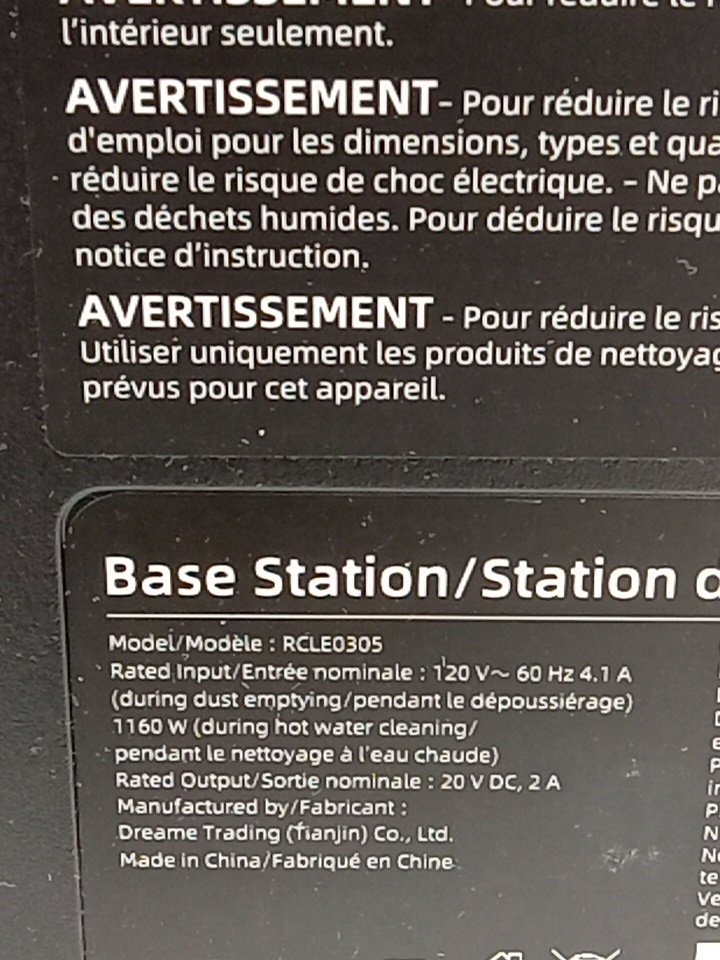 AVERTISSEMENT - Pour réduire le
l'intérieur seulement.
AVERTISSEMENT- Pour réduire le
d'emploi pour les dimensions, types et
réduire le risque de choc électrique. - Ne
des déchets humides. Pour déduire le
notice d'instruction.
AVERTISSEMENT - Pour réduire le
Utiliser uniquement les produits de
prévus pour cet appareil.
Base Station/Station
Model/Modèle : RCLE0305
Rated Input/Entrée nominale : 120 V~ 60 Hz 4.1 A
(during dust emptying/pendant le dépoussiérage)
1160 W (during hot water cleaning/
pendant le nettoyage à l'eau chaude)
Rated Output/Sortie nominale : 20 V DC, 2 A
Manufactured by/Fabricant :
Dreame Trading (Tianjin) Co., Ltd.
Made in China/Fabriqué en Chine